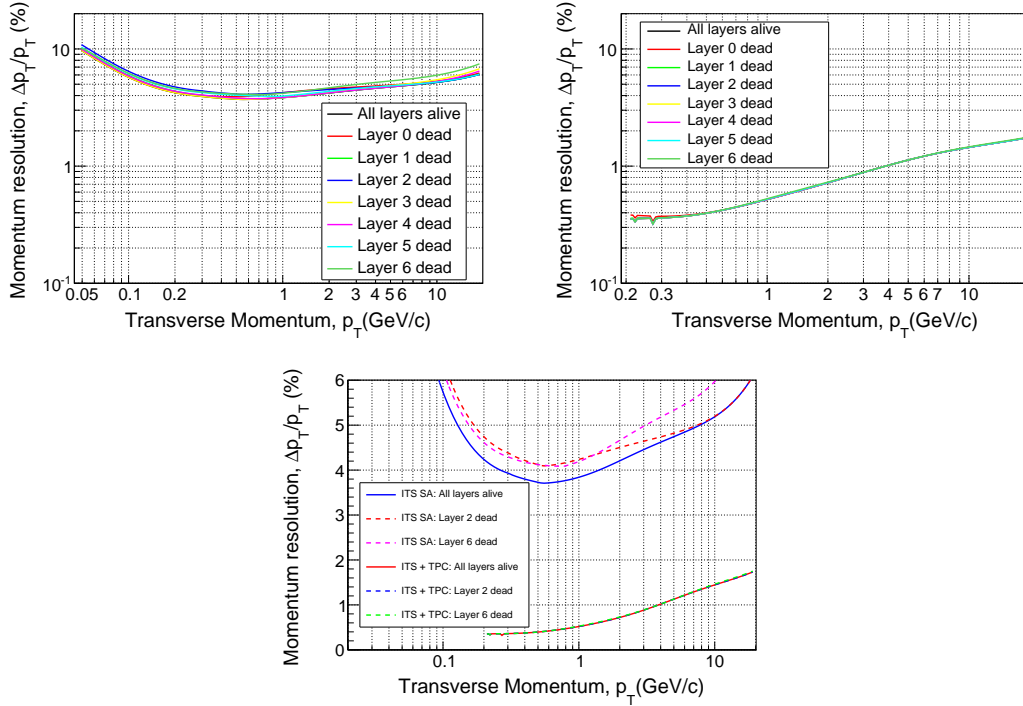 Momentum resolution, Δp_T/p_T (%)
10
1
10^-1
All layers alive
Layer 0 dead
Layer 1 dead
Layer 2 dead
Layer 3 dead
Layer 4 dead
Layer 5 dead
Layer 6 dead
0.05 0.1 0.2 1 2 3 4 5 6 10
Transverse Momentum, p_T(GeV/c)
Momentum resolution, Δp_T/p_T (%)
10
1
10^-1
All layers alive
Layer 0 dead
Layer 1 dead
Layer 2 dead
Layer 3 dead
Layer 4 dead
Layer 5 dead
Layer 6 dead
0.2 0.3 1 2 3 4 5 6 7 10
Transverse Momentum, p_T(GeV/c)
Momentum resolution, Δp_T/p_T (%)
6
5
4
3
2
1
0
ITS SA: All layers alive
ITS SA: Layer 2 dead
ITS SA: Layer 6 dead
ITS + TPC: All layers alive
ITS + TPC: Layer 2 dead
ITS + TPC: Layer 6 dead
0.1 1 10
Transverse Momentum, p_T(GeV/c)